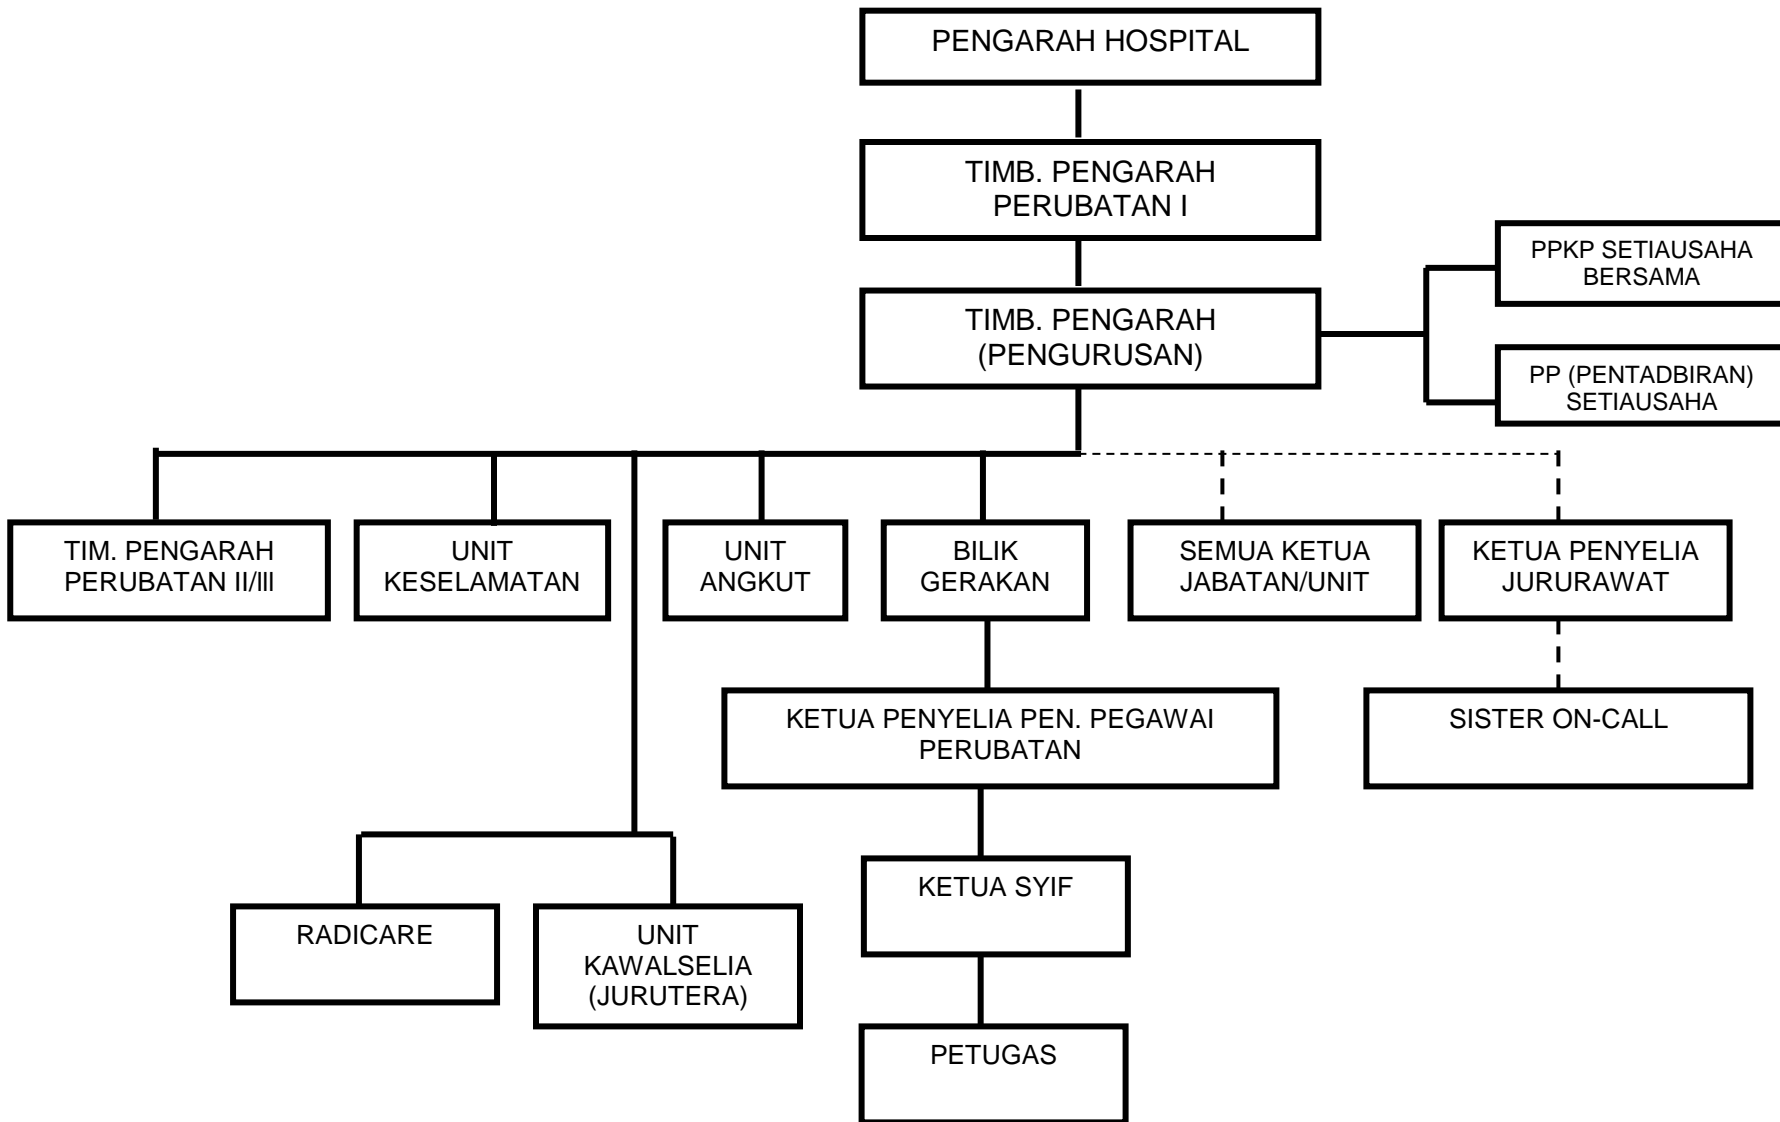 PENGARAH HOSPITAL
TIMB. PENGARAH
PERUBATAN I
PPKP SETIAUSAHA
BERSAMA
TIMB. PENGARAH
(PENGURUSAN)
PP (PENTADBIRAN)
SETIAUSAHA
TIM. PENGARAH
PERUBATAN II/III
UNIT
KESELAMATAN
UNIT
ANGKUT
BILIK
GERAKAN
SEMUA KETUA
JABATAN/UNIT
KETUA PENYELIA
JURURAWAT
KETUA PENYELIA PEN. PEGAWAI
PERUBATAN
SISTER ON-CALL
KETUA SYIF
RADICARE
UNIT
KAWALSELIA
(JURUTERA)
PETUGAS